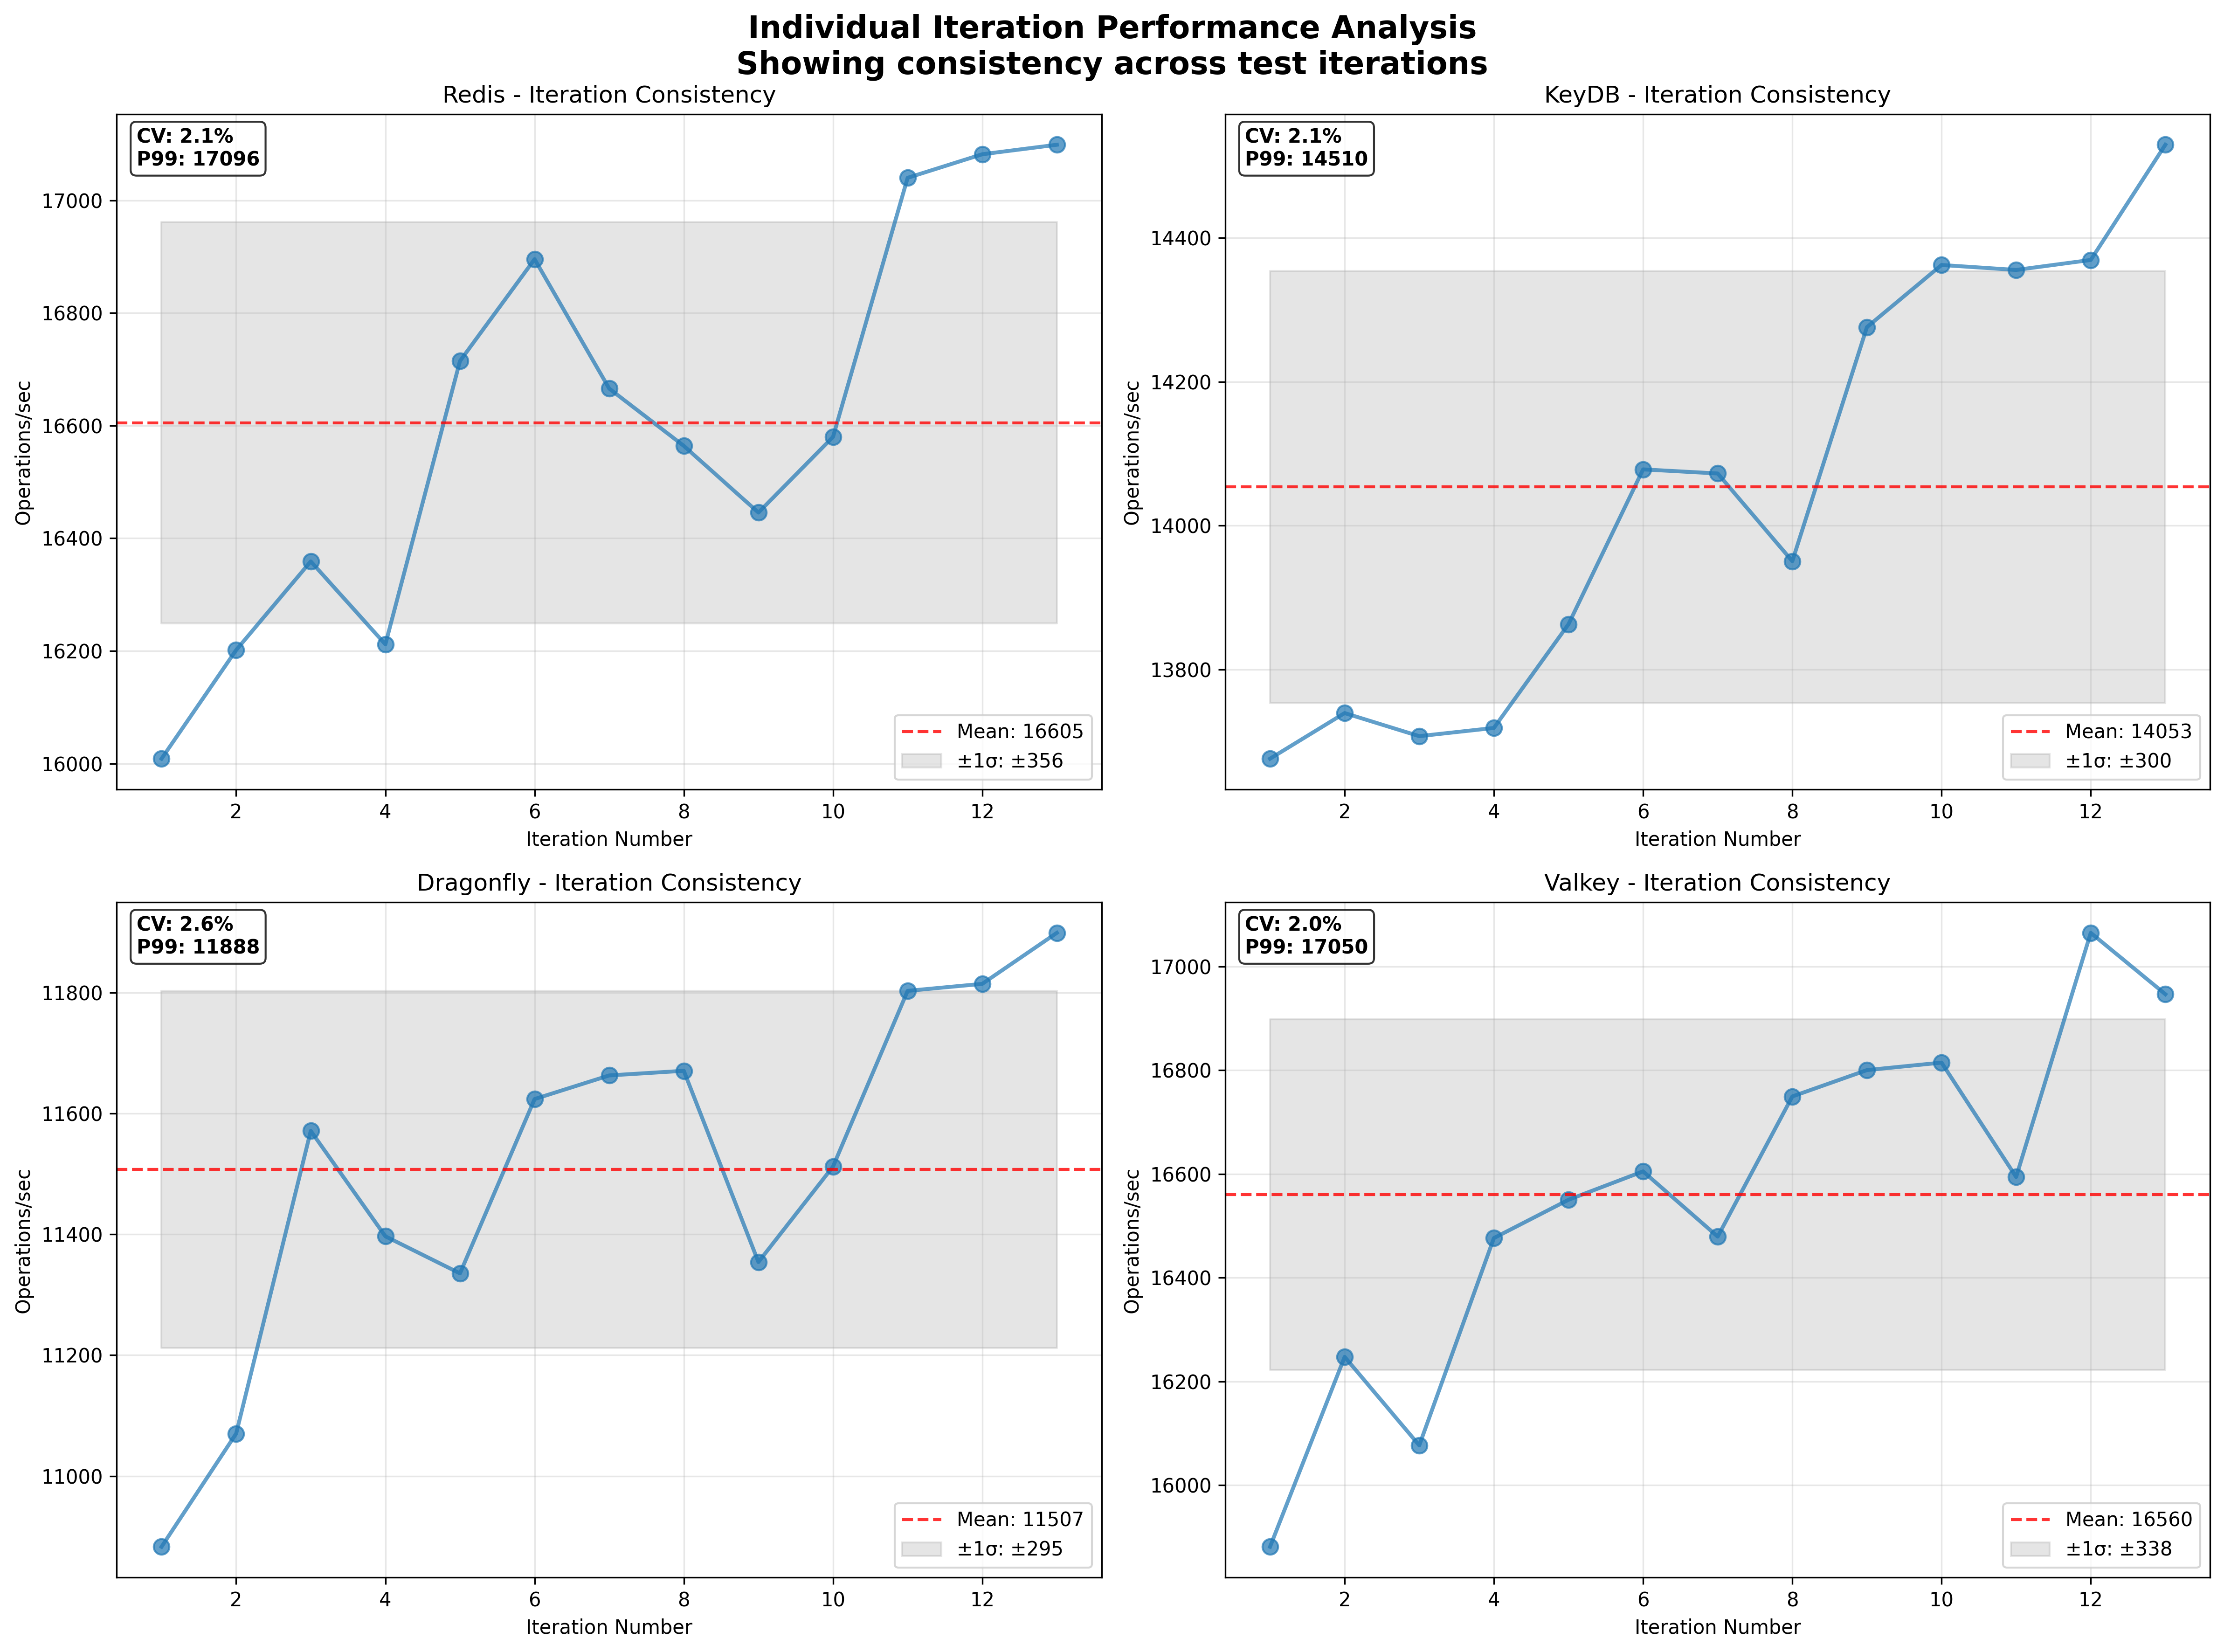 Individual Iteration Performance Analysis
Showing consistency across test iterations
Redis - Iteration Consistency
CV: 2.1%
P99: 17096
17000
16800
16600
16400
16200
16000
Operations/sec
Mean: 16605
±1σ: ±356
2 4 6 8 10 12
Iteration Number
KeyDB - Iteration Consistency
CV: 2.1%
P99: 14510
14400
14200
14000
13800
Operations/sec
Mean: 14053
±1σ: ±300
2 4 6 8 10 12
Iteration Number
Dragonfly - Iteration Consistency
CV: 2.6%
P99: 11888
11800
11600
11400
11200
11000
Operations/sec
Mean: 11507
±1σ: ±295
2 4 6 8 10 12
Iteration Number
Valkey - Iteration Consistency
CV: 2.0%
P99: 17050
17000
16800
16600
16400
16200
16000
Operations/sec
Mean: 16560
±1σ: ±338
2 4 6 8 10 12
Iteration Number